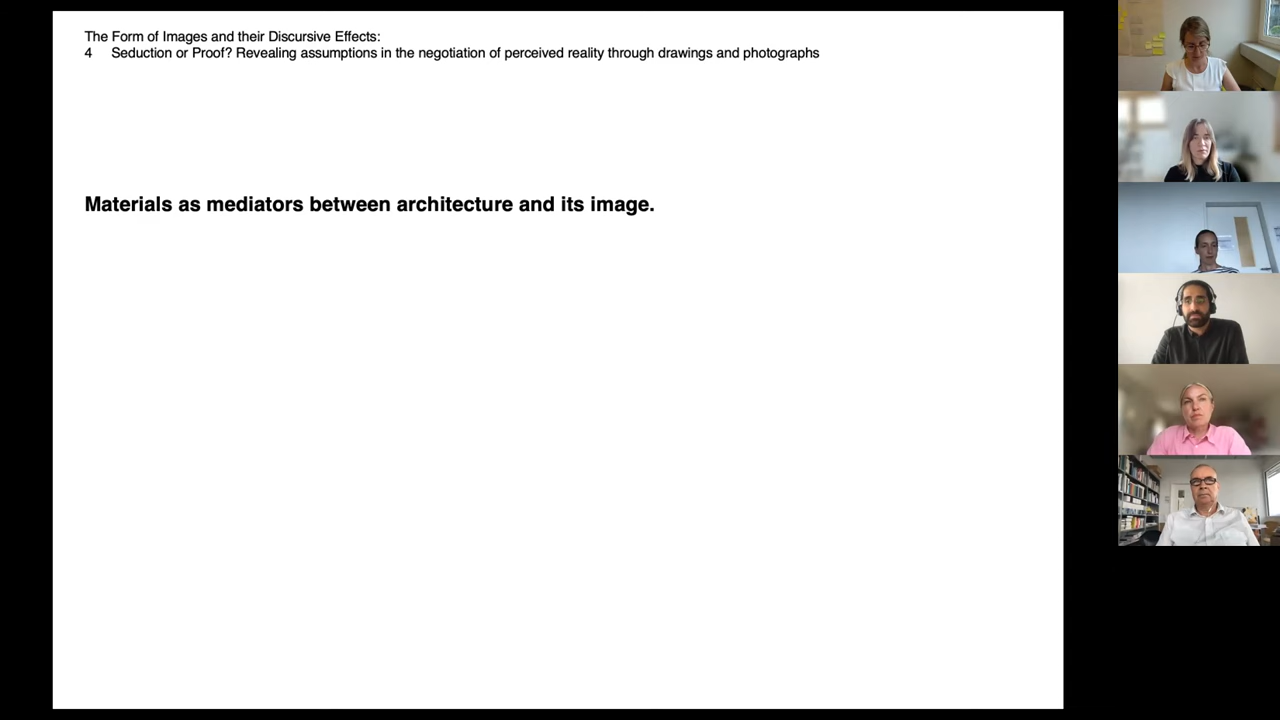 The Form of Images and their Discursive Effects:
4 Seduction or Proof? Revealing assumptions in the negotiation of perceived reality through drawings and photographs
Materials as mediators between architecture and its image.